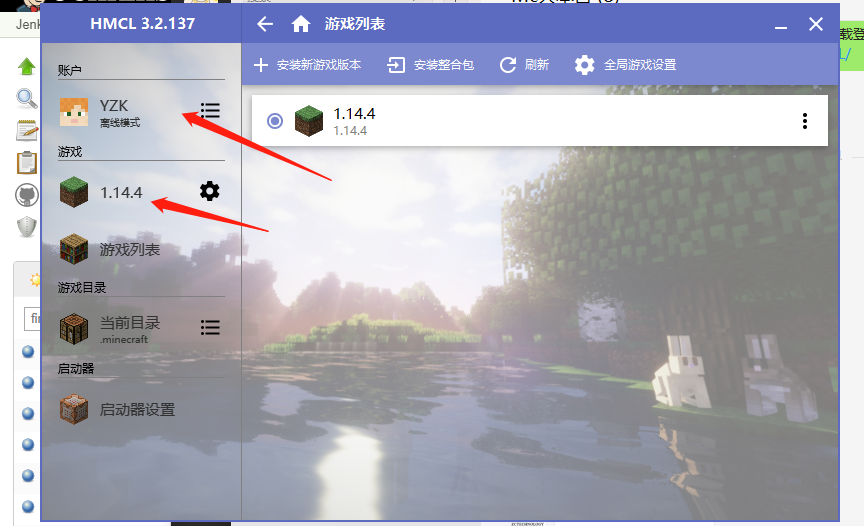 HMCL 3.2.137
游戏列表
Jenk
安装新游戏版本
安装整合包
刷新
全局游戏设置
载登
L/
账户
YZK
离线模式
1.14.4
1.14.4
游戏
1.14.4
游戏列表
游戏目录
当前目录
.minecraft
fir
启动器
启动器设置